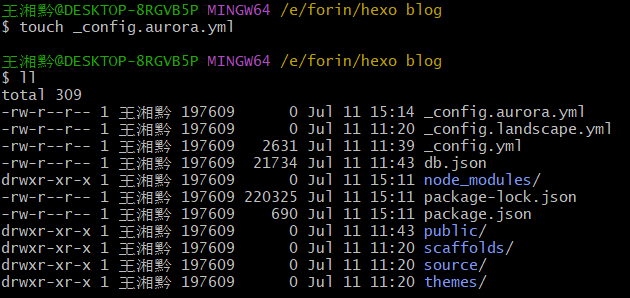 王湘黔@DESKTOP-8RGVB5P MINGW64 /e/forin/hexo blog
$ touch _config.aurora.yml

王湘黔@DESKTOP-8RGVB5P MINGW64 /e/forin/hexo blog
$ ll
total 309
-rw-r--r-- 1 王湘黔 197609      0 Jul 11 15:14 _config.aurora.yml
-rw-r--r-- 1 王湘黔 197609      0 Jul 11 11:20 _config.landscape.yml
-rw-r--r-- 1 王湘黔 197609   2631 Jul 11 11:39 _config.yml
-rw-r--r-- 1 王湘黔 197609  21734 Jul 11 11:43 db.json
drwxr-xr-x 1 王湘黔 197609      0 Jul 11 15:11 node_modules/
-rw-r--r-- 1 王湘黔 197609 220325 Jul 11 15:11 package-lock.json
-rw-r--r-- 1 王湘黔 197609    690 Jul 11 15:11 package.json
drwxr-xr-x 1 王湘黔 197609      0 Jul 11 11:43 public/
drwxr-xr-x 1 王湘黔 197609      0 Jul 11 11:20 scaffolds/
drwxr-xr-x 1 王湘黔 197609      0 Jul 11 11:20 source/
drwxr-xr-x 1 王湘黔 197609      0 Jul 11 11:20 themes/